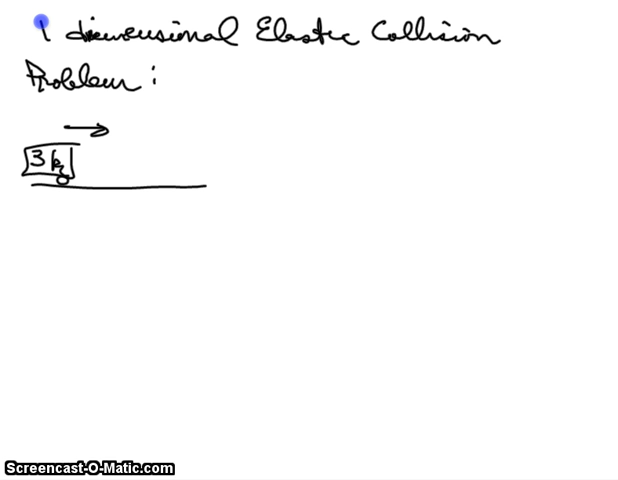 1 dimensional Elastic Collision
Problem :
3 kg
Screencast-O-Matic.com